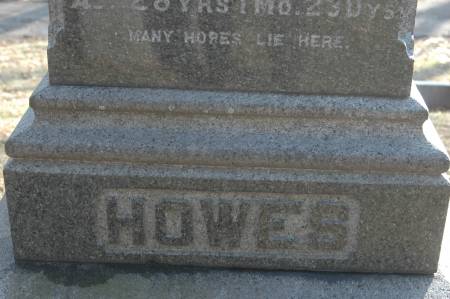 28 YRS 1 MO. 23 DYS
MANY HOPES LIE HERE.
HOWES